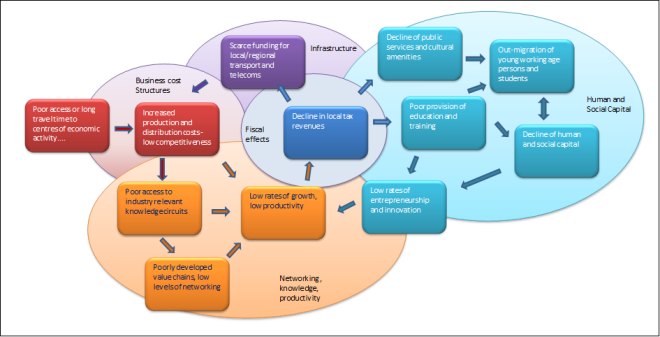 Scarce funding for
local/regional
transport and
telecoms
Infrastructure
Decline of public
services and cultural
amenities
Out-migration of
young working age
persons and
students
Business cost
Structures
Human and
Social Capital
Poor access or long
travel time to
centres of economic
activity....
Increased
production and
distribution costs-
low competitiveness
Fiscal
effects
Decline in local tax
revenues
Poor provision of
education and
training
Decline of human
and social capital
Poor access to
industry relevant
knowledge circuits
Low rates of growth,
low productivity
Low rates of
entrepreneurship
and innovation
Poorly developed
value chains, low
levels of networking
Networking,
knowledge,
productivity